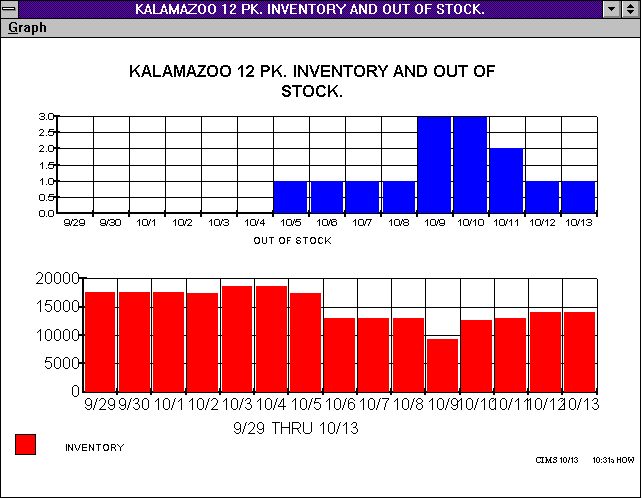 KALAMAZOO 12 PK. INVENTORY AND OUT OF STOCK.
Graph
KALAMAZOO 12 PK. INVENTORY AND OUT OF
STOCK.
3.0
2.5
2.0
1.5
1.0
0.5
0.0
9/29 9/30 10/1 10/2 10/3 10/4 10/5 10/6 10/7 10/8 10/9 10/10 10/11 10/12 10/13
OUT OF STOCK
20000
15000
10000
5000
0
9/29 9/30 10/1 10/2 10/3 10/4 10/5 10/6 10/7 10/8 10/9 10/10 10/11 10/12 10/13
9/29 THRU 10/13
INVENTORY
CIMS 10/13 10:31a HOW